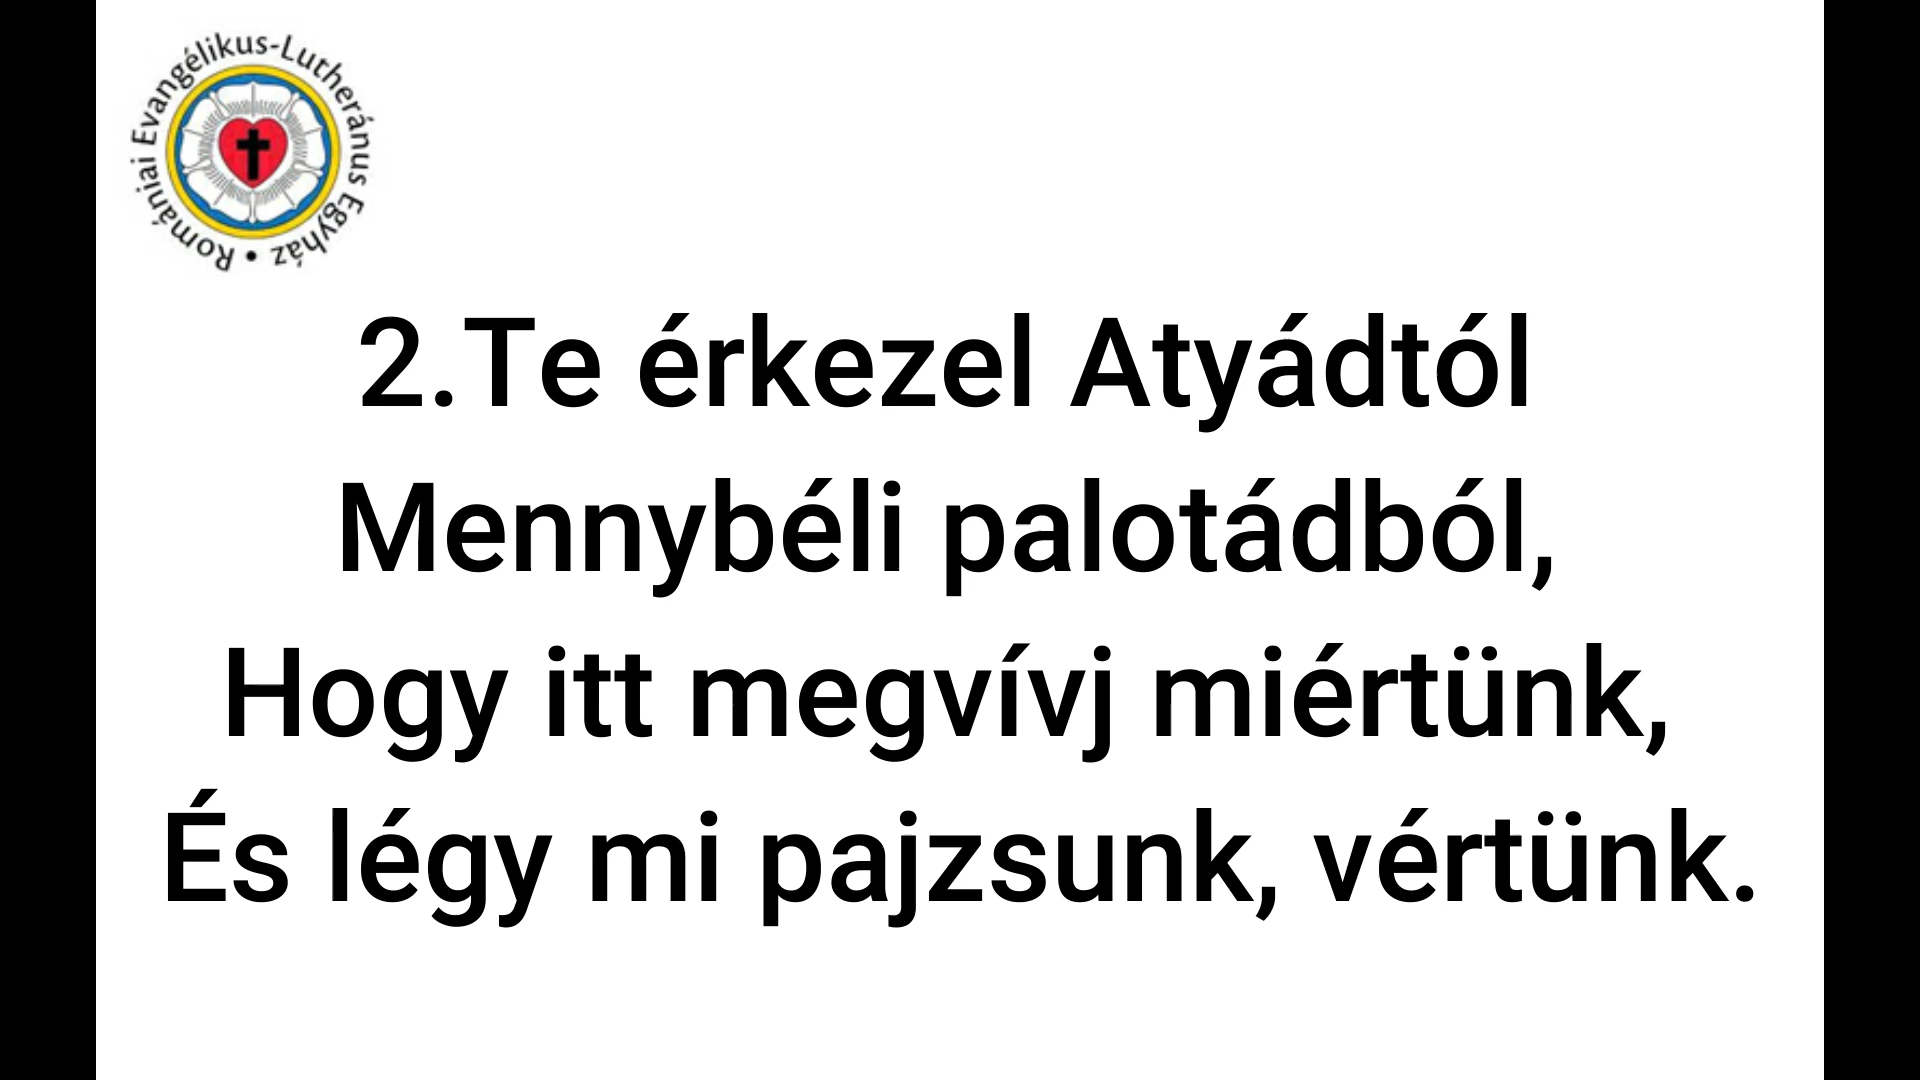 Romániai Evangélikus-Lutheránus Egyház •
2.Te érkezel Atyádtól
Mennybéli palotádból,
Hogy itt megvívj miértünk,
És légy mi pajzsunk, vértünk.